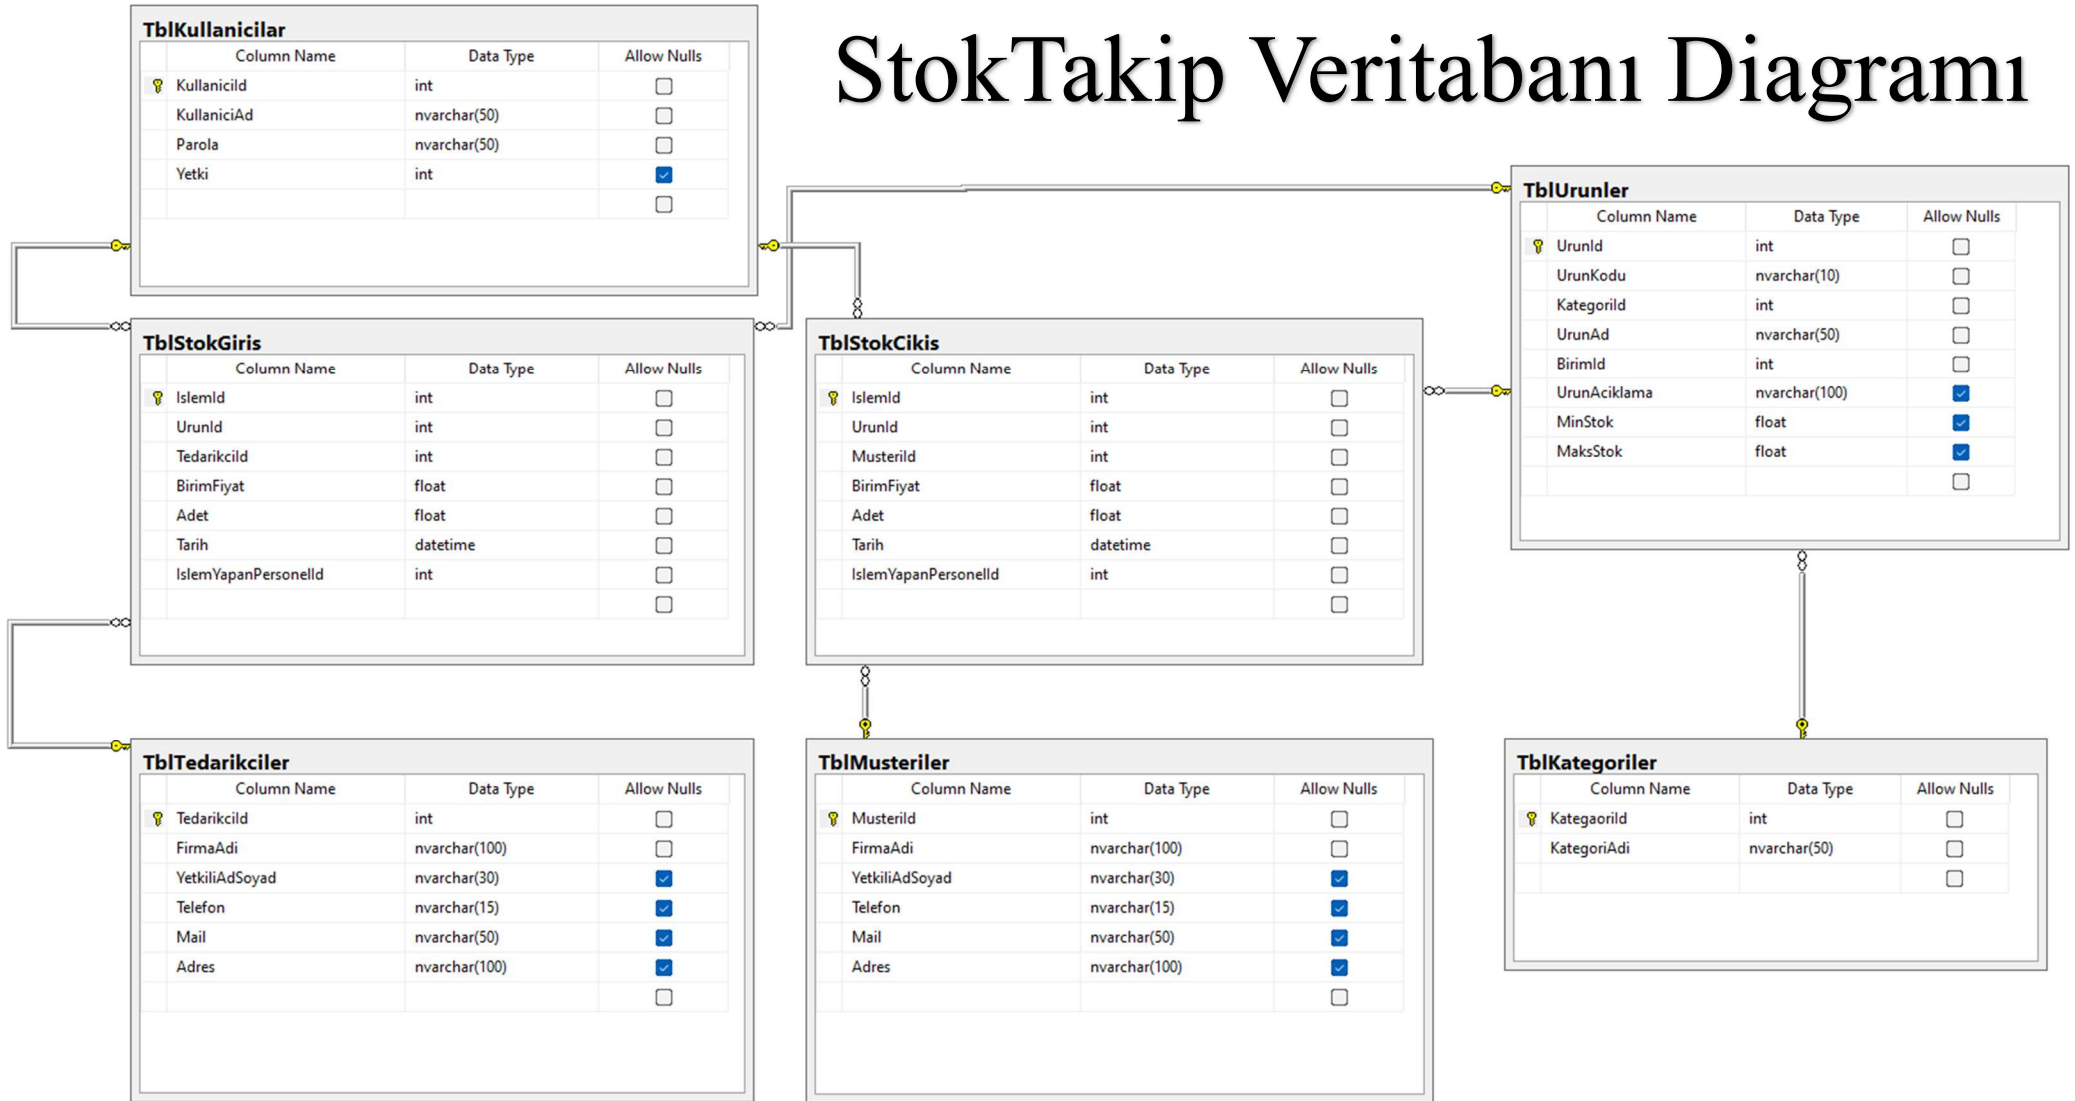 StokTakip Veritabanı Diagramı
TblKullanicilar
Column Name Data Type Allow Nulls
KullaniciId int
KullaniciAd nvarchar(50)
Parola nvarchar(50)
Yetki int
TblUrunler
Column Name Data Type Allow Nulls
UrunId int
UrunKodu nvarchar(10)
KategoriId int
UrunAd nvarchar(50)
BirimId int
UrunAciklama nvarchar(100)
MinStok float
MaksStok float
TblStokGiris
Column Name Data Type Allow Nulls
IslemId int
UrunId int
TedarikciId int
BirimFiyat float
Adet float
Tarih datetime
IslemYapanPersonelId int
TblStokCikis
Column Name Data Type Allow Nulls
IslemId int
UrunId int
MusteriId int
BirimFiyat float
Adet float
Tarih datetime
IslemYapanPersonelId int
TblTedarikciler
Column Name Data Type Allow Nulls
TedarikciId int
FirmaAdi nvarchar(100)
YetkiliAdSoyad nvarchar(30)
Telefon nvarchar(15)
Mail nvarchar(50)
Adres nvarchar(100)
TblMusteriler
Column Name Data Type Allow Nulls
MusteriId int
FirmaAdi nvarchar(100)
YetkiliAdSoyad nvarchar(30)
Telefon nvarchar(15)
Mail nvarchar(50)
Adres nvarchar(100)
TblKategoriler
Column Name Data Type Allow Nulls
KategaoriId int
KategoriAdi nvarchar(50)